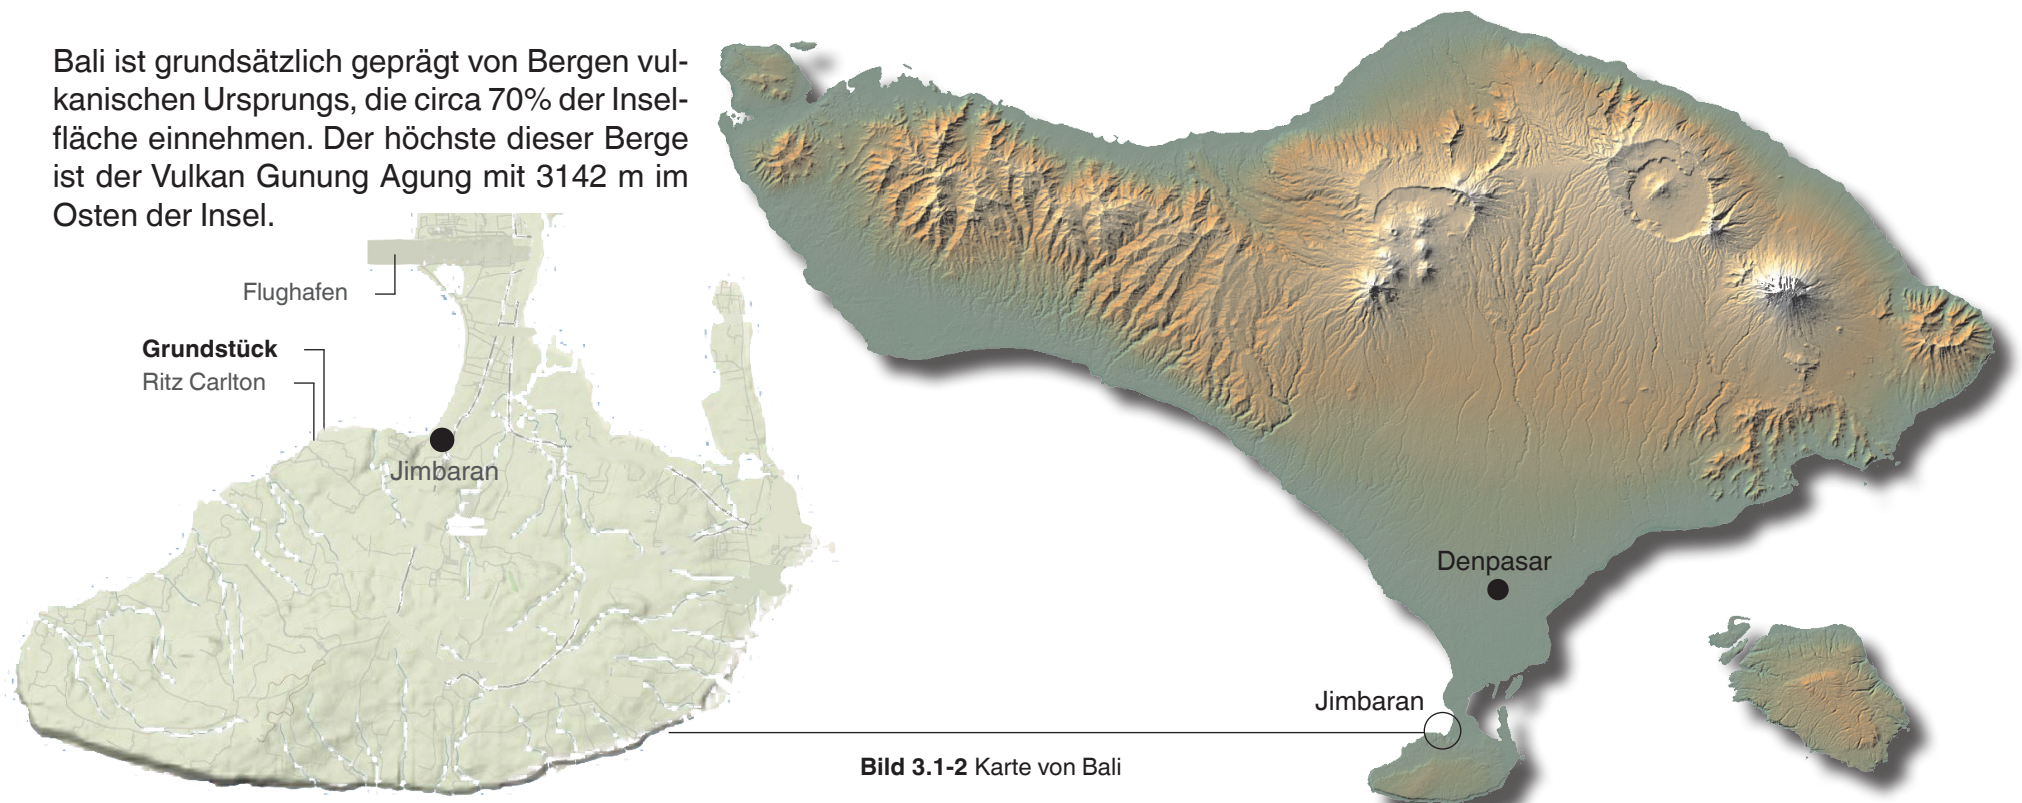 Bali ist grundsätzlich geprägt von Bergen vul-
kanischen Ursprungs, die circa 70% der Insel-
fläche einnehmen. Der höchste dieser Berge
ist der Vulkan Gunung Agung mit 3142 m im
Osten der Insel.
Flughafen
Grundstück
Ritz Carlton
Jimbaran
Denpasar
Jimbaran
Bild 3.1-2 Karte von Bali